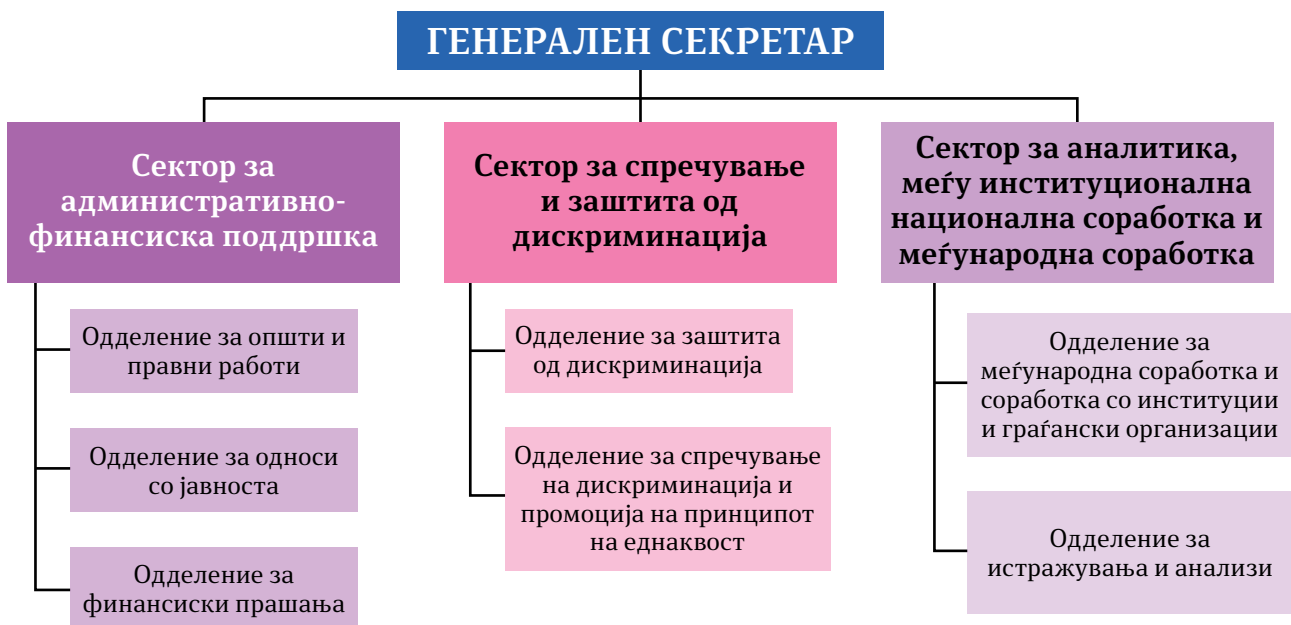 ГЕНЕРАЛЕН СЕКРЕТАР
Сектор за
административно-
финансиска поддршка
Одделение за општи и
правни работи
Одделение за односи
со јавноста
Одделение за
финансиски прашања
Сектор за спречување
и заштита од
дискриминација
Одделение за заштита
од дискриминација
Одделение за спречување
на дискриминација и
промоција на принципот
на еднаквост
Сектор за аналитика,
меѓу институционална
национална соработка и
меѓународна соработка
Одделение за
меѓународна соработка и
соработка со институции
и граѓански организации
Одделение за
истражувања и анализи